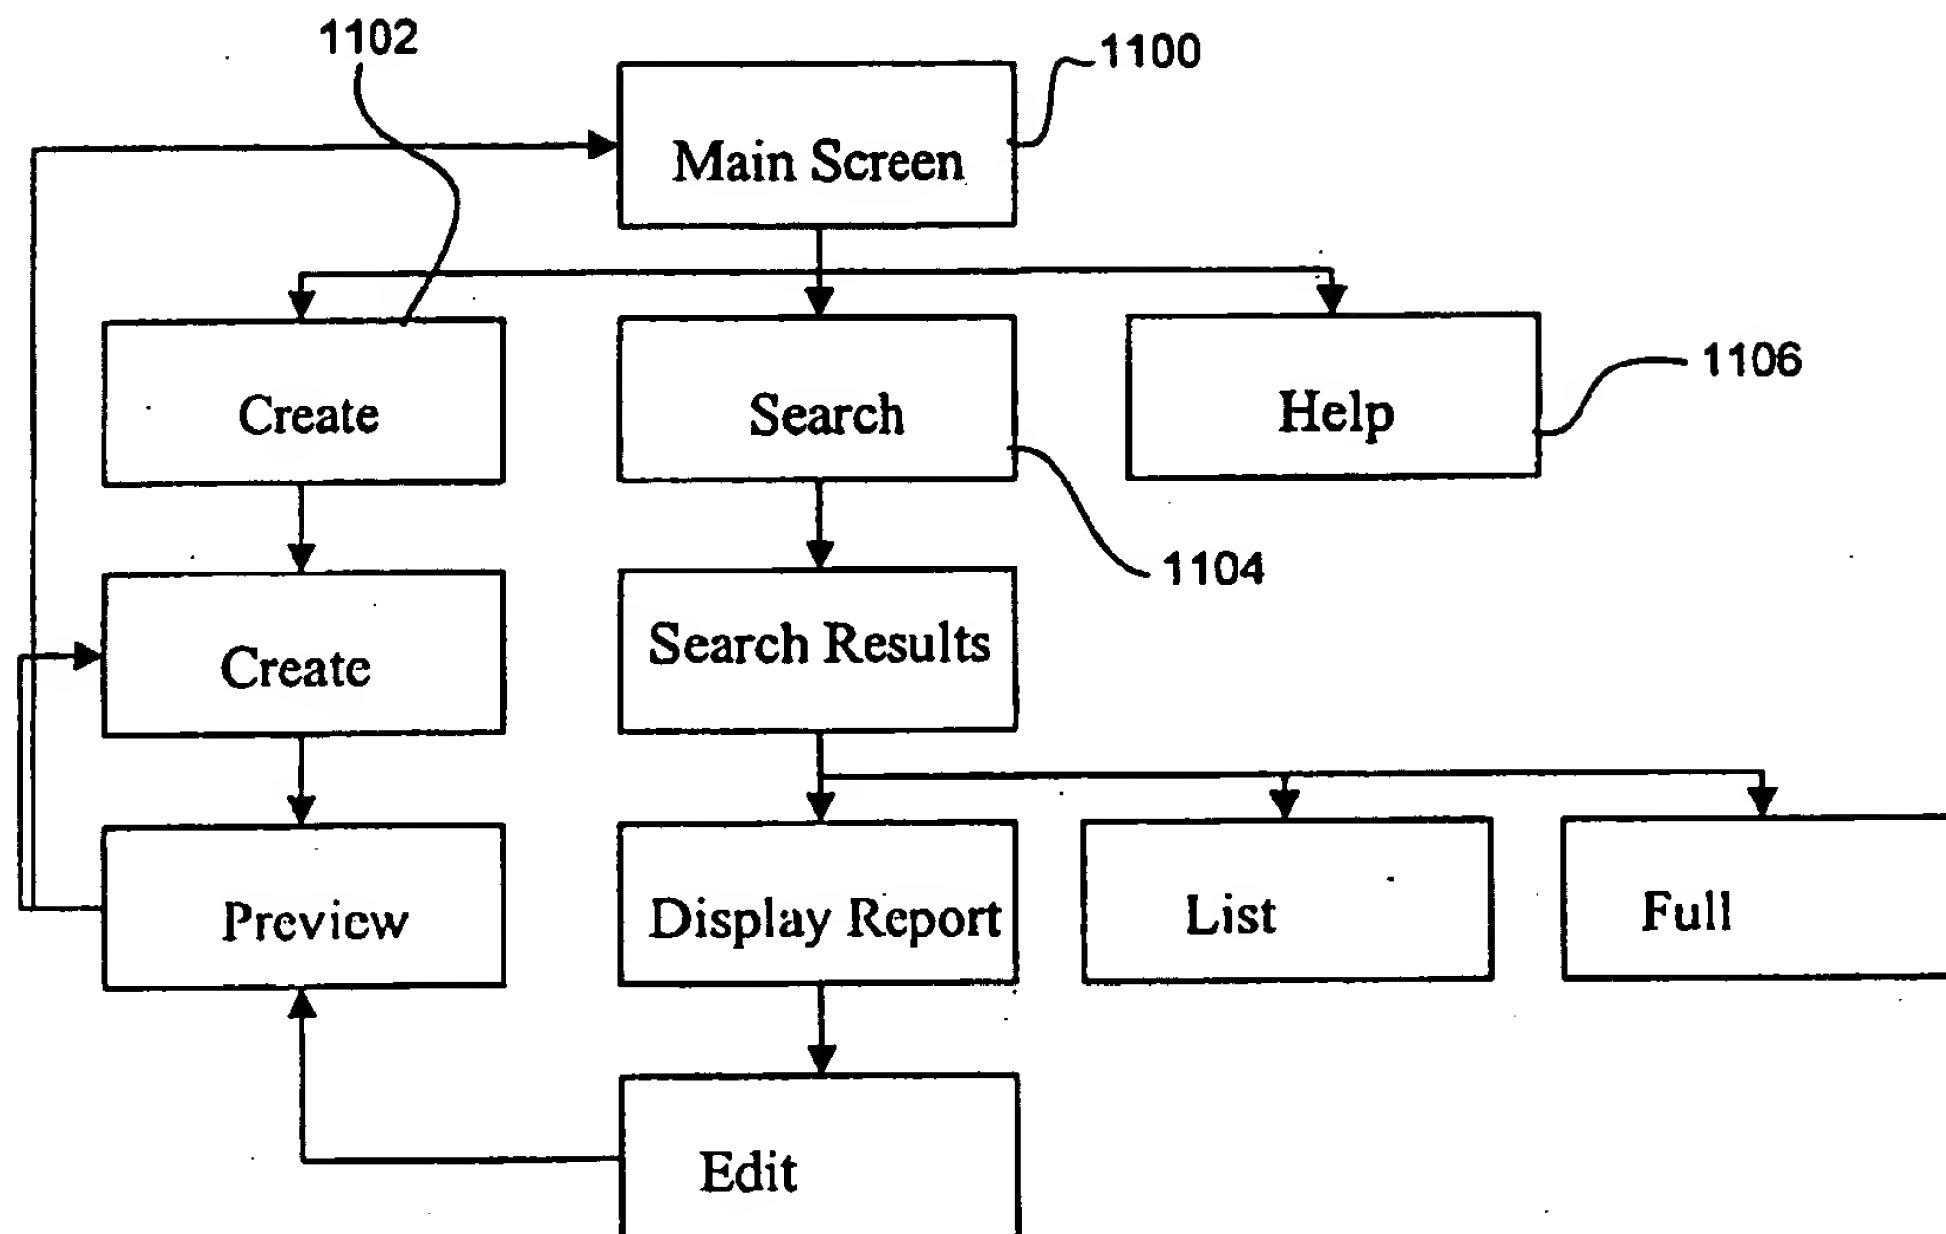 1102
1100
Main Screen
Create
Search
Help
1106
1104
Create
Search Results
Preview
Display Report
List
Full
Edit